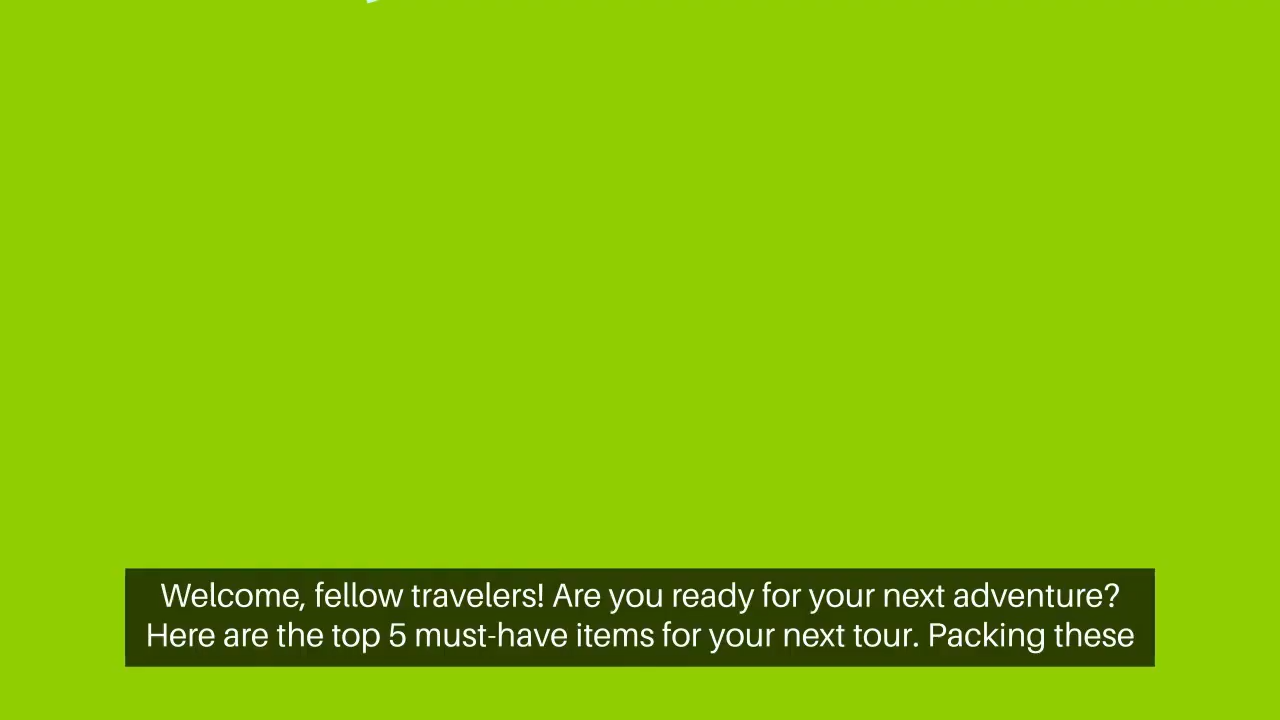 Welcome, fellow travelers! Are you ready for your next adventure?
Here are the top 5 must-have items for your next tour. Packing these